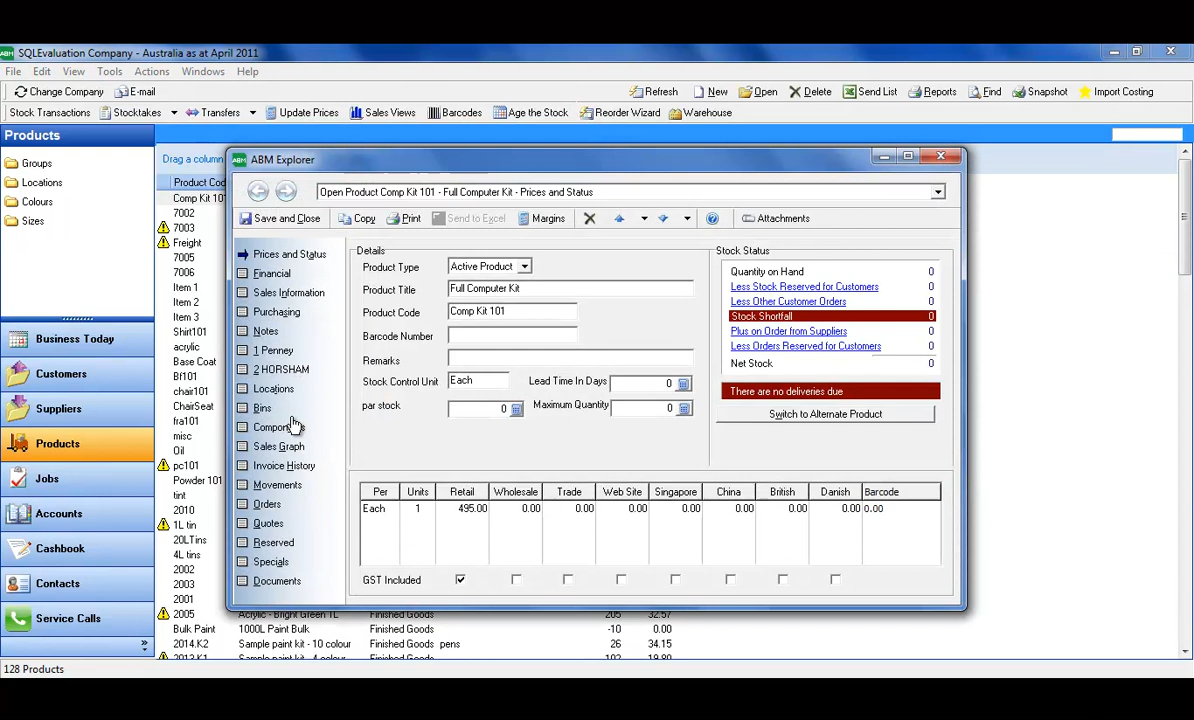 ABM SQLEvaluation Company - Australia as at April 2011
File Edit View Tools Actions Windows Help
Change Company E-mail Refresh New Open Delete Send List Reports Find Snapshot Import Costing
Stock Transactions Stocktakes Transfers Update Prices Sales Views Barcodes Age the Stock Reorder Wizard Warehouse
Products
Groups
Locations
Colours
Sizes
Business Today
Customers
Suppliers
Products
Jobs
Accounts
Cashbook
Contacts
Service Calls
128 Products
Drag a column
Product Cod
Comp Kit 101
7002
7003
Freight
7005
7006
Item 1
Item 2
Item 3
Shirt101
acrylic
Base Coat
Bf101
chair101
ChairSeat
fra101
misc
Oil
pc101
Powder 101
tint
2010
1L tin
20LTins
4L tins
2002
2003
2001
2005 Acrylic - Bright Green 1L Finished Goods 205 32.57
Bulk Paint 1000L Paint Bulk Finished Goods -10 0.00
2014.K2 Sample paint kit - 10 colour Finished Goods pens 26 34.15
2013.K1 Sample paint kit - 4 colour Finished Goods 102 19.80
ABM ABM Explorer
Open Product Comp Kit 101 - Full Computer Kit - Prices and Status
Save and Close Copy Print Send to Excel Margins Attachments
Prices and Status
Financial
Sales Information
Purchasing
Notes
1 Penney
2 HORSHAM
Locations
Bins
Sales Graph
Invoice History
Movements
Orders
Quotes
Reserved
Specials
Documents
Details
Product Type Active Product
Product Title Full Computer Kit
Product Code Comp Kit 101
Barcode Number
Remarks
Stock Control Unit Each Lead Time In Days 0
par stock 0 Maximum Quantity 0
Stock Status
Quantity on Hand 0
Less Stock Reserved for Customers 0
Less Other Customer Orders 0
Stock Shortfall 0
Plus on Order from Suppliers 0
Less Orders Reserved for Customers 0
Net Stock 0
There are no deliveries due
Switch to Alternate Product
Per Units Retail Wholesale Trade Web Site Singapore China British Danish Barcode
Each 1 495.00 0.00 0.00 0.00 0.00 0.00 0.00 0.00 0.00
GST Included